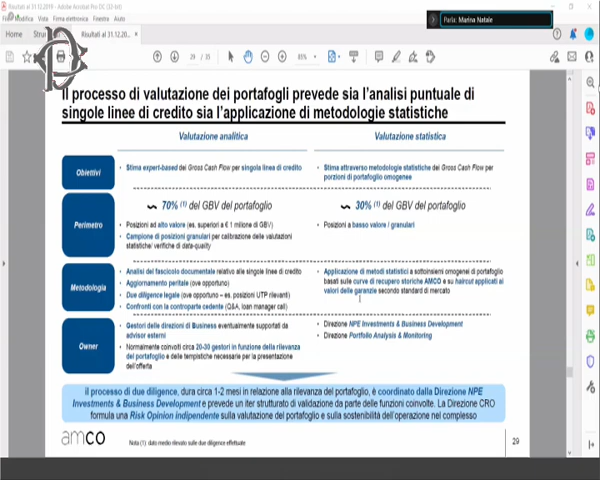 Risultati al 31.12.2019 - Adobe Acrobat Pro DC (32-bit)
File Modifica Vista Firma elettronica Finestra Aiuto
Parla: Marina Natale
Home Stru Risultati al 31.12.20... ×
29 / 35 85%
Il processo di valutazione dei portafogli prevede sia l'analisi puntuale di
singole linee di credito sia l'applicazione di metodologie statistiche
Valutazione analitica
Valutazione statistica
Obiettivi
• Stima expert-based dei Gross Cash Flow per singola linea di credito
• Stima attraverso metodologie statistiche dei Gross Cash Flow per
porzioni di portafoglio omogenee
Perimetro
70% (1) del GBV del portafoglio
• Posizioni ad alto valore (es. superiori a € 1 milione di GBV)
• Campione di posizioni granulari per calibrazione delle valutazioni
statistiche/ verifiche di data-quality
30% (1) del GBV del portafoglio
• Posizioni a basso valore / granulari
Metodologia
• Analisi del fascicolo documentale relativo alle singole linee di credito
• Aggiornamento peritale (ove opportuno)
• Due diligence legale (ove opportuno – es. posizioni UTP rilevanti)
• Confronti con la controparte cedente (Q&A, loan manager call)
• Applicazione di metodi statistici a sottoinsiemi omogenei di portafoglio
basati sulle curve di recupero storiche AMCO e su haircut applicati ai
valori delle garanzie secondo standard di mercato
Owner
• Gestori delle direzioni di Business eventualmente supportati da
advisor esterni
• Normalmente coinvolti circa 20-30 gestori in funzione della rilevanza
del portafoglio e delle tempistiche necessarie per la presentazione
dell'offerta
• Direzione NPE Investments & Business Development
• Direzione Portfolio Analysis & Monitoring
Il processo di due diligence, dura circa 1-2 mesi in relazione alla rilevanza del portafoglio, è coordinato dalla Direzione NPE
Investments & Business Development e prevede un iter strutturato di validazione da parte delle funzioni coinvolte. La Direzione CRO
formula una Risk Opinion indipendente sulla valutazione del portafoglio e sulla sostenibilità dell'operazione nel complesso
amco
Nota (1): dato medio rilevato sulle due diligence effettuate
29